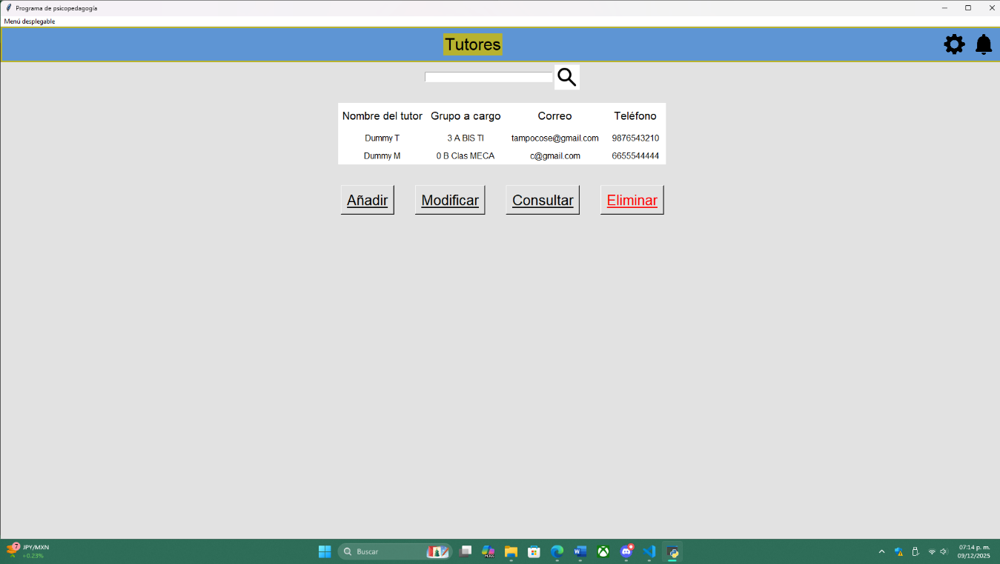 Programa de psicopedagogía
Menú desplegable
Tutores
Nombre del tutor Grupo a cargo Correo Teléfono
Dummy T 3 A BIS TI tampocose@gmail.com 9876543210
Dummy M 0 B Clas MECA c@gmail.com 6655544444
Añadir Modificar Consultar Eliminar
7 JPY/MXN
+0.23%
Buscar
07:14 p. m.
09/12/2025